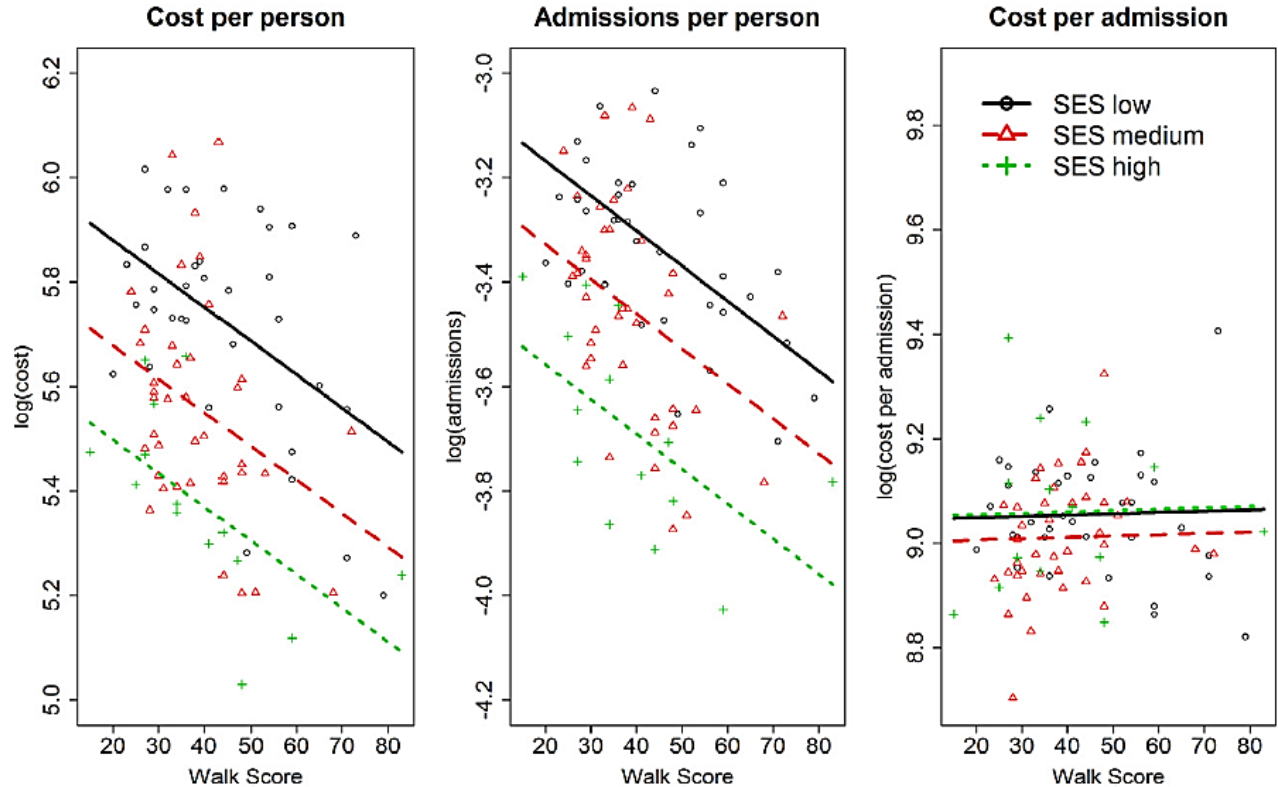 Cost per person
Admissions per person
Cost per admission
log(cost)
6.2
6.0
5.8
5.6
5.4
5.2
5.0
20 30 40 50 60 70 80
Walk Score
log(admissions)
-3.0
-3.2
-3.4
-3.6
-3.8
-4.0
-4.2
20 30 40 50 60 70 80
Walk Score
log(cost per admission)
9.8
9.6
9.4
9.2
9.0
8.8
SES low
SES medium
SES high
20 30 40 50 60 70 80
Walk Score